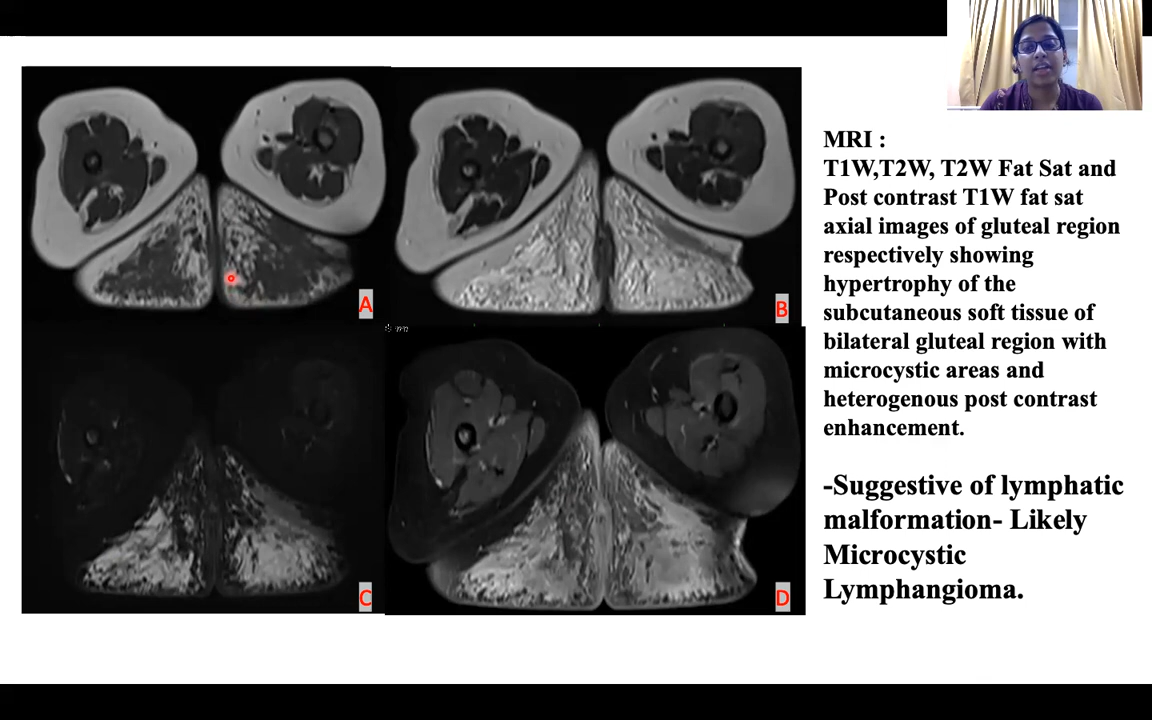 MRI :
T1W,T2W, T2W Fat Sat and
Post contrast T1W fat sat
axial images of gluteal region
respectively showing
hypertrophy of the
subcutaneous soft tissue of
bilateral gluteal region with
microcystic areas and
heterogenous post contrast
enhancement.
-Suggestive of lymphatic
malformation- Likely
Microcystic
Lymphangioma.
A
B
C
D